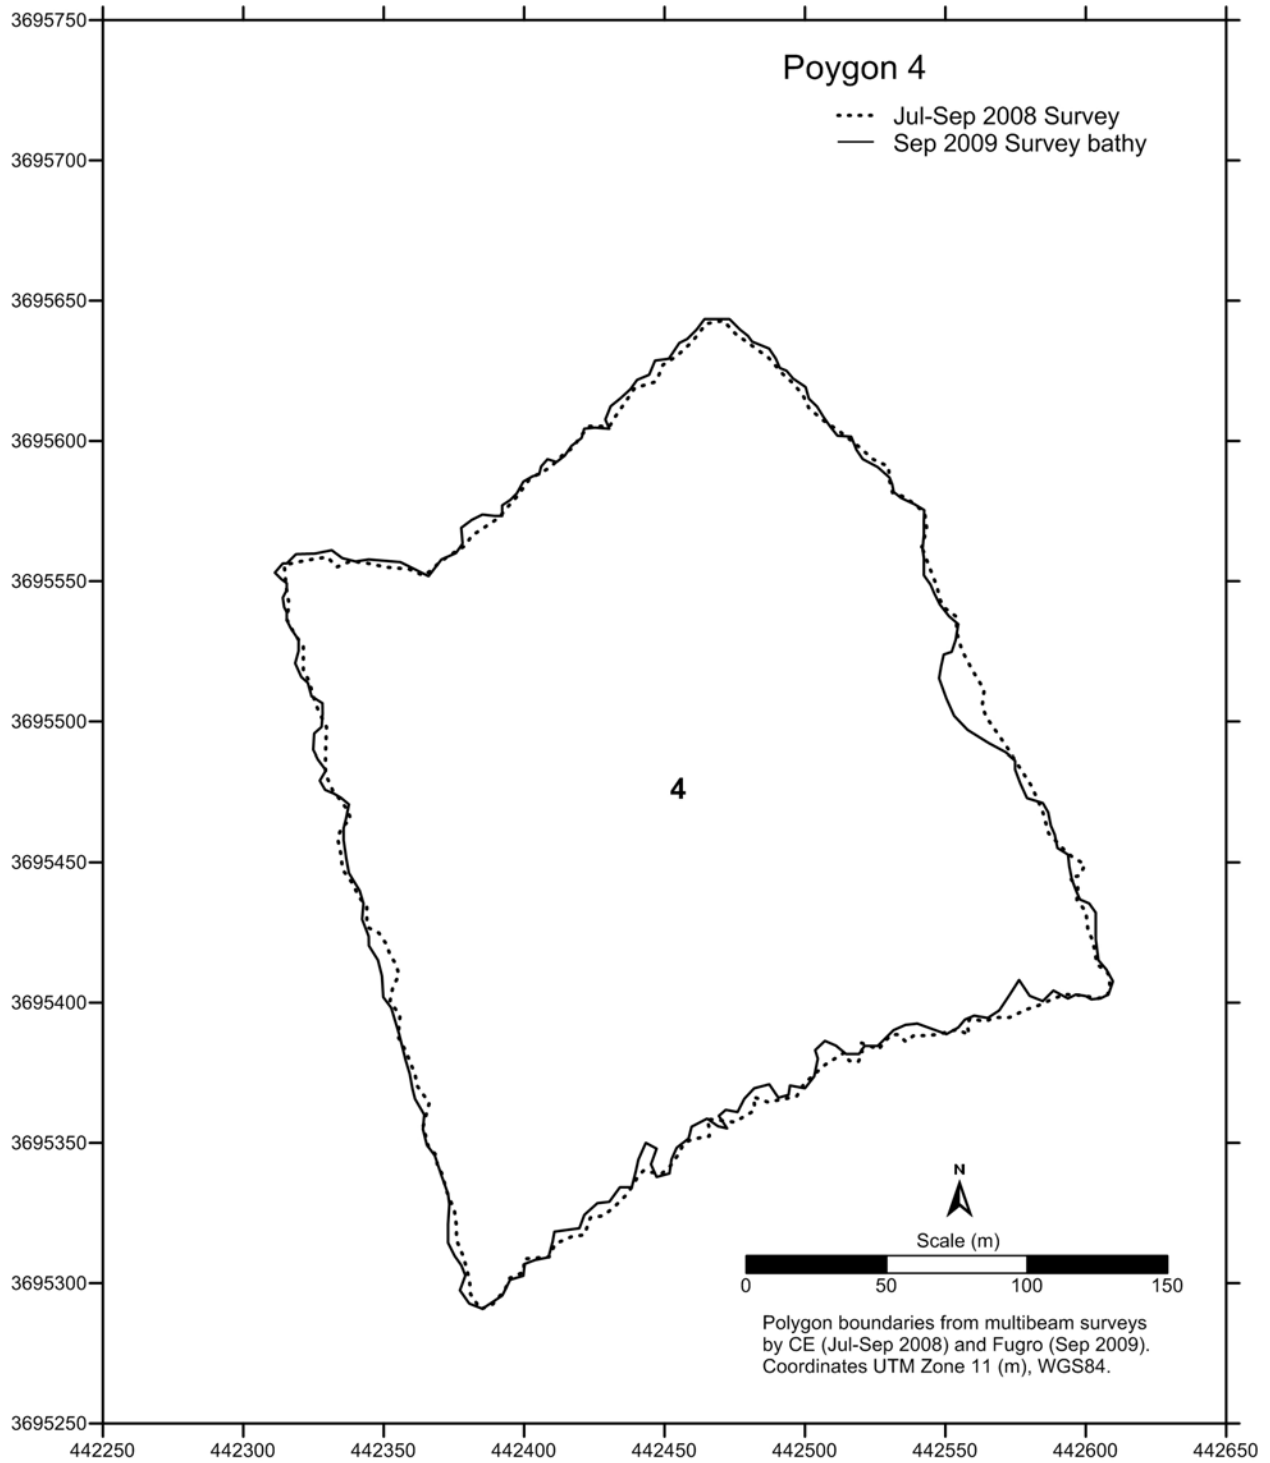 Poygon 4
Jul-Sep 2008 Survey
Sep 2009 Survey bathy
3695750
3695700
3695650
3695600
3695550
3695500
4
3695450
3695400
3695350
N
Scale (m)
3695300
0 50 100 150
Polygon boundaries from multibeam surveys
by CE (Jul-Sep 2008) and Fugro (Sep 2009).
Coordinates UTM Zone 11 (m), WGS84.
3695250
442250 442300 442350 442400 442450 442500 442550 442600 442650